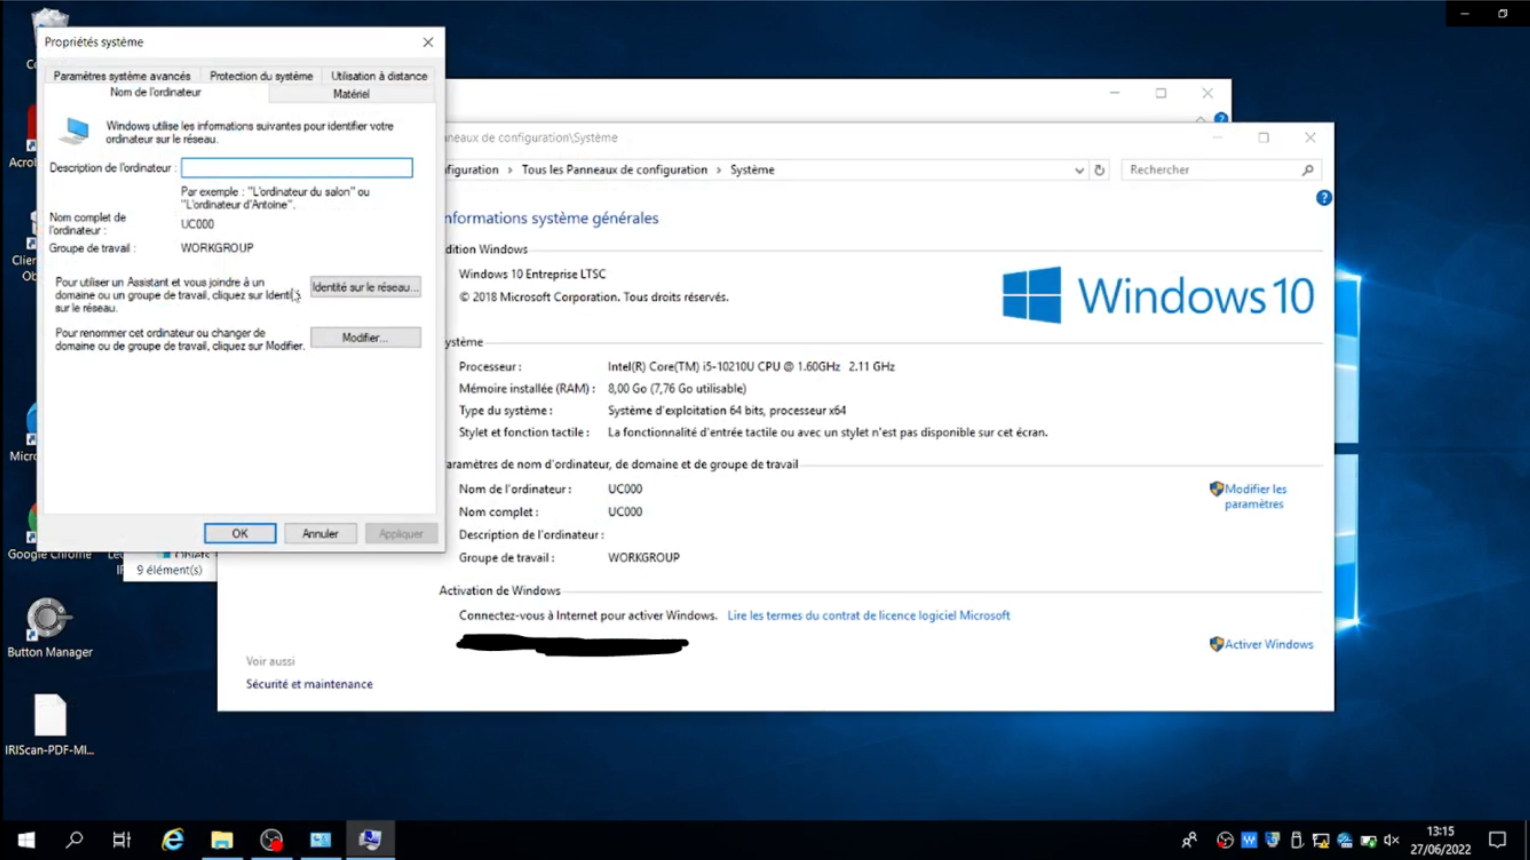 Propriétés système
Paramètres système avancés
Protection du système
Utilisation à distance
Nom de l'ordinateur
Matériel
Windows utilise les informations suivantes pour identifier votre
ordinateur sur le réseau.
Description de l'ordinateur :
Par exemple : "L'ordinateur du salon" ou
"L'ordinateur d'Antoine".
Nom complet de
l'ordinateur :
UC000
Groupe de travail :
WORKGROUP
Pour utiliser un Assistant et vous joindre à un
domaine ou un groupe de travail, cliquez sur Identi
sur le réseau.
Identité sur le réseau...
Pour renommer cet ordinateur ou changer de
domaine ou de groupe de travail, cliquez sur Modifier.
Modifier...
OK
Annuler
Appliquer
neaux de configuration\Système
figuration > Tous les Panneaux de configuration > Système
Rechercher
nformations système générales
dition Windows
Windows 10 Entreprise LTSC
© 2018 Microsoft Corporation. Tous droits réservés.
Windows 10
ystème
Processeur : Intel(R) Core(TM) i5-10210U CPU @ 1.60GHz 2.11 GHz
Mémoire installée (RAM) : 8,00 Go (7,76 Go utilisable)
Type du système : Système d'exploitation 64 bits, processeur x64
Stylet et fonction tactile : La fonctionnalité d'entrée tactile ou avec un stylet n'est pas disponible sur cet écran.
aramètres de nom d'ordinateur, de domaine et de groupe de travail
Nom de l'ordinateur : UC000
Nom complet : UC000
Description de l'ordinateur :
Groupe de travail : WORKGROUP
Modifier les
paramètres
Activation de Windows
Connectez-vous à Internet pour activer Windows. Lire les termes du contrat de licence logiciel Microsoft
Activer Windows
Voir aussi
Sécurité et maintenance
Acrob
Clien
Ob
Micro
Google Chrome
Objets
9 élément(s)
Button Manager
IRIScan-PDF-MI...
13:15
27/06/2022